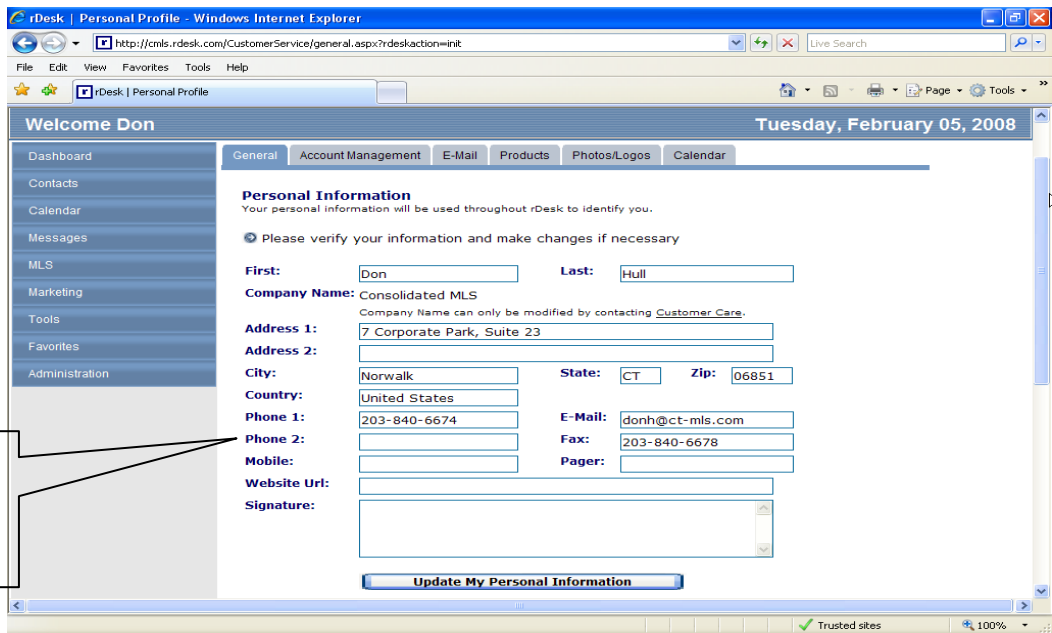 rDesk | Personal Profile - Windows Internet Explorer
http://cmls.rdesk.com/CustomerService/general.aspx?rdeskaction=init
Live Search
File Edit View Favorites Tools Help
rDesk | Personal Profile
Page Tools
Welcome Don
Tuesday, February 05, 2008
Dashboard
Contacts
Calendar
Messages
MLS
Marketing
Tools
Favorites
Administration
General Account Management E-Mail Products Photos/Logos Calendar
Personal Information
Your personal information will be used throughout rDesk to identify you.
Please verify your information and make changes if necessary
First: Don Last: Hull
Company Name: Consolidated MLS
Company Name can only be modified by contacting Customer Care.
Address 1: 7 Corporate Park, Suite 23
Address 2:
City: Norwalk State: CT Zip: 06851
Country: United States
Phone 1: 203-840-6674 E-Mail: donh@ct-mls.com
Phone 2: Fax: 203-840-6678
Mobile: Pager:
Website Url:
Signature:
Update My Personal Information
Trusted sites 100%